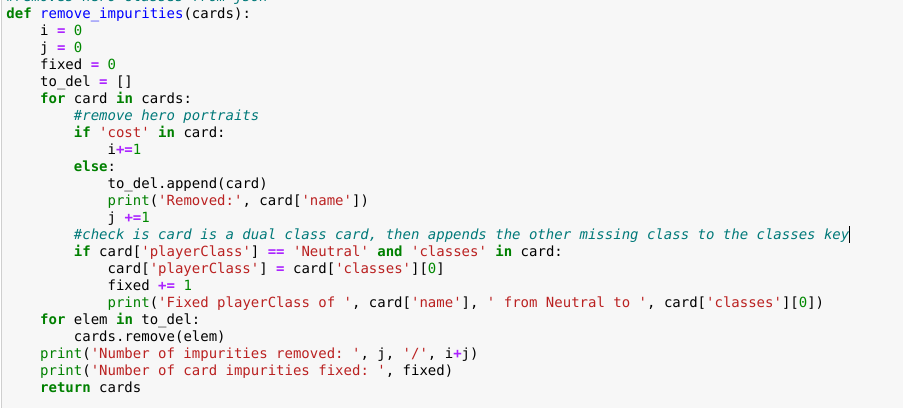 def remove_impurities(cards):
    i = 0
    j = 0
    fixed = 0
    to_del = []
    for card in cards:
        #remove hero portraits
        if 'cost' in card:
            i+=1
        else:
            to_del.append(card)
            print('Removed:', card['name'])
            j +=1
        #check is card is a dual class card, then appends the other missing class to the classes key
        if card['playerClass'] == 'Neutral' and 'classes' in card:
            card['playerClass'] = card['classes'][0]
            fixed += 1
            print('Fixed playerClass of ', card['name'], ' from Neutral to ', card['classes'][0])
    for elem in to_del:
        cards.remove(elem)
    print('Number of impurities removed: ', j, '/', i+j)
    print('Number of card impurities fixed: ', fixed)
    return cards